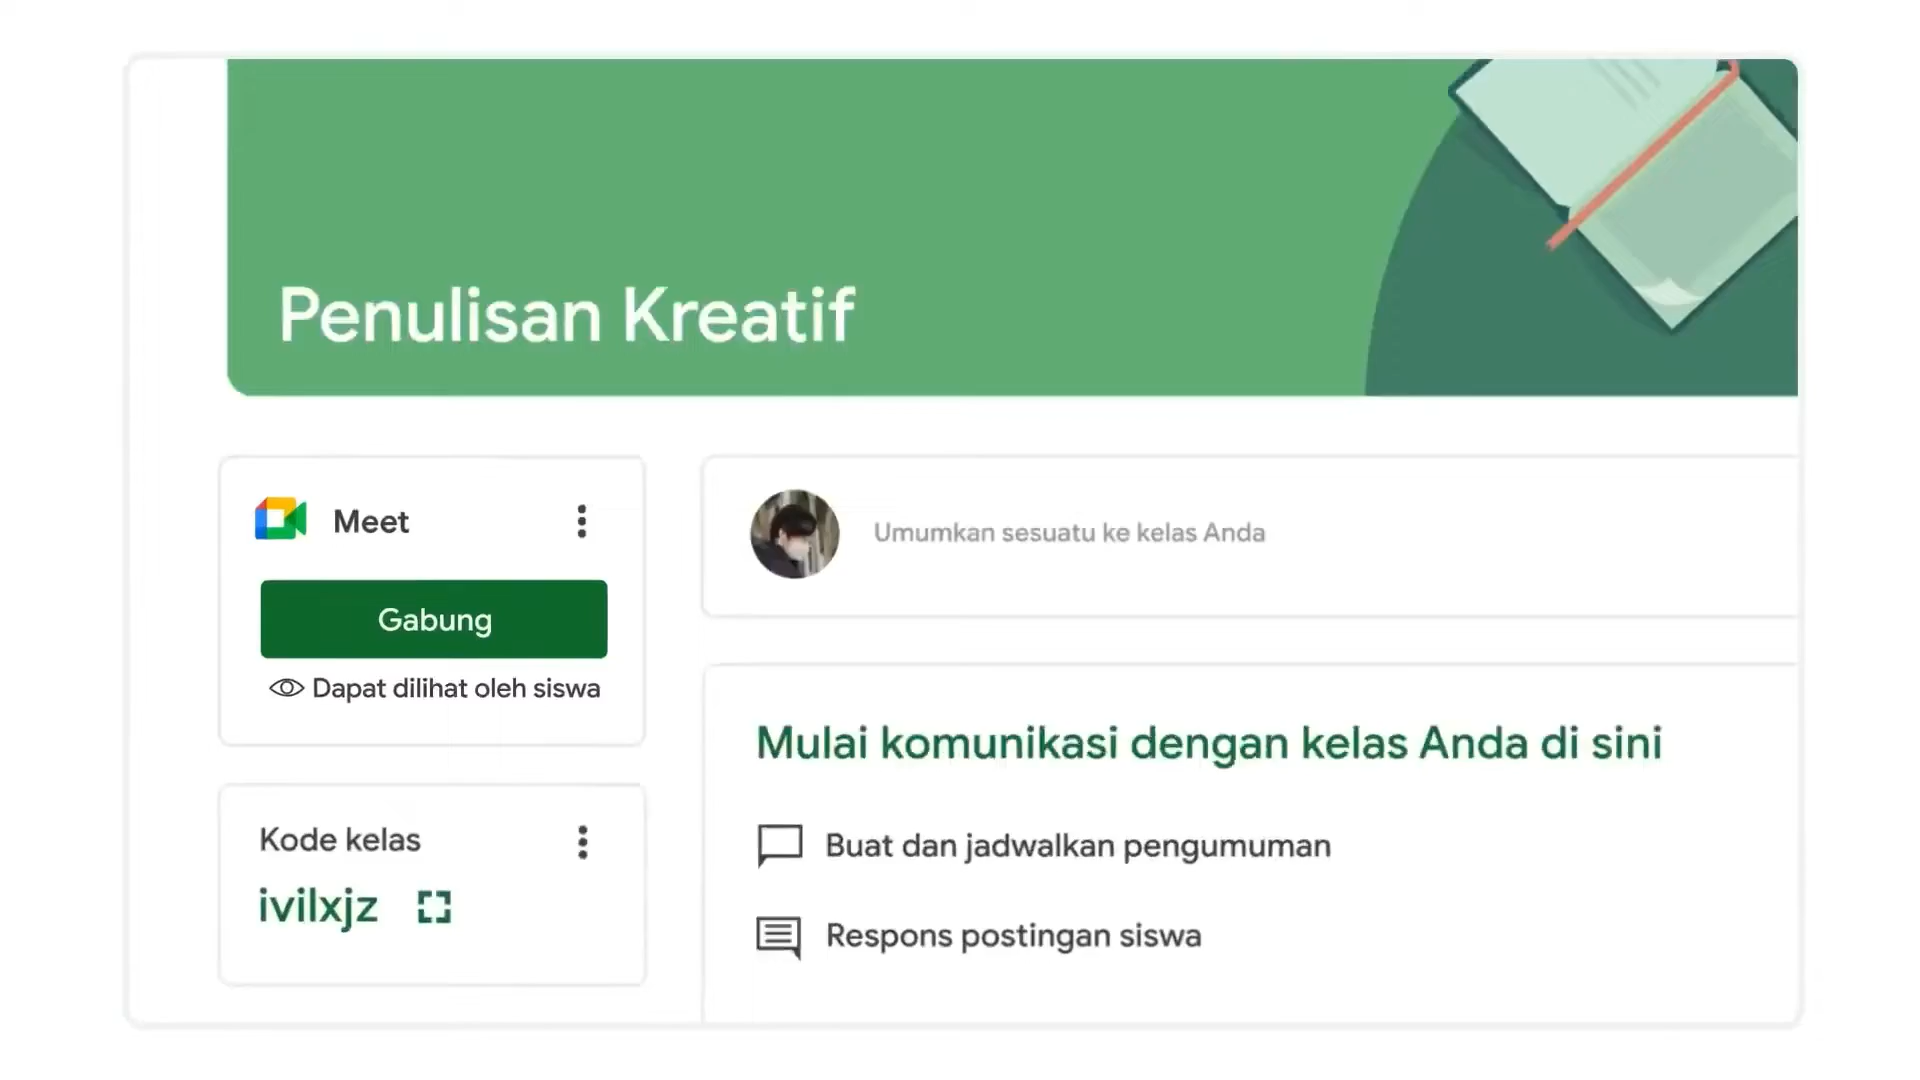 Penulisan Kreatif
Meet
Gabung
Dapat dilihat oleh siswa
Kode kelas
ivilxjz
Umumkan sesuatu ke kelas Anda
Mulai komunikasi dengan kelas Anda di sini
Buat dan jadwalkan pengumuman
Respons postingan siswa